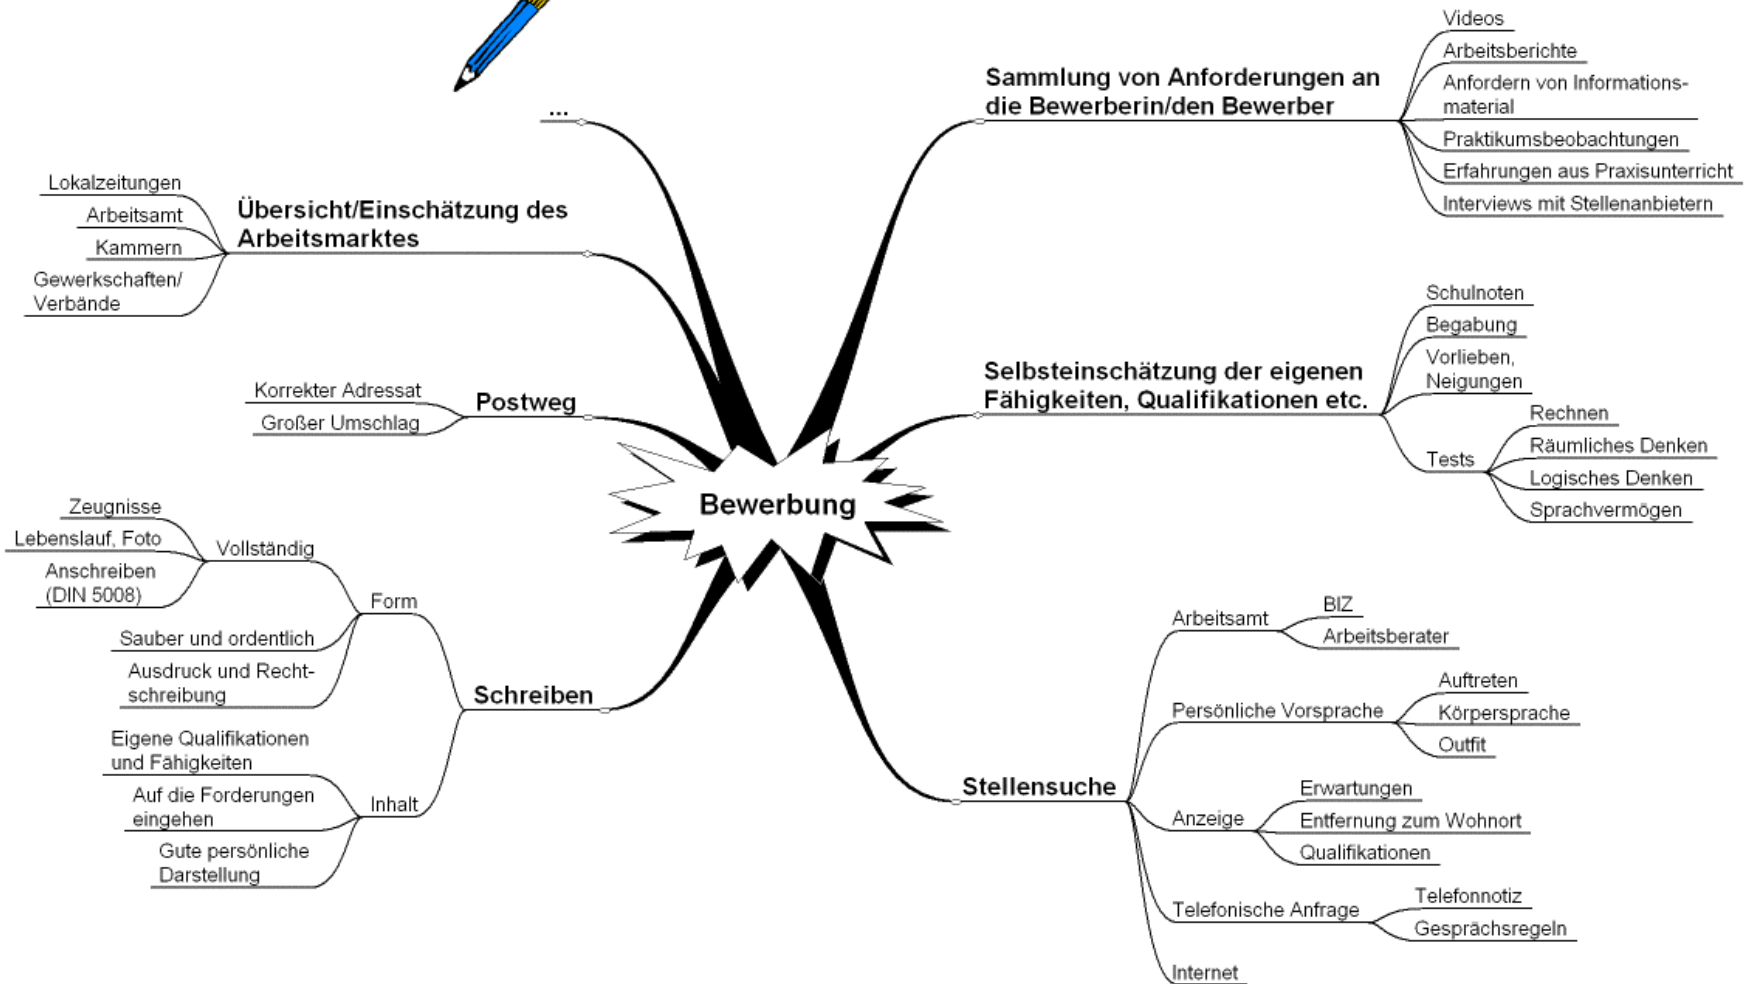 Bewerbung
Sammlung von Anforderungen an
die Bewerberin/den Bewerber
Videos
Arbeitsberichte
Anfordern von Informations-
material
Praktikumsbeobachtungen
Erfahrungen aus Praxisunterricht
Interviews mit Stellenanbietern
Selbsteinschätzung der eigenen
Fähigkeiten, Qualifikationen etc.
Schulnoten
Begabung
Vorlieben,
Neigungen
Tests
Rechnen
Räumliches Denken
Logisches Denken
Sprachvermögen
Stellensuche
Arbeitsamt
BIZ
Arbeitsberater
Persönliche Vorsprache
Auftreten
Körpersprache
Outfit
Anzeige
Erwartungen
Entfernung zum Wohnort
Qualifikationen
Telefonische Anfrage
Telefonnotiz
Gesprächsregeln
Internet
Schreiben
Form
Vollständig
Zeugnisse
Lebenslauf, Foto
Anschreiben
(DIN 5008)
Sauber und ordentlich
Ausdruck und Recht-
schreibung
Inhalt
Eigene Qualifikationen
und Fähigkeiten
Auf die Forderungen
eingehen
Gute persönliche
Darstellung
Postweg
Korrekter Adressat
Großer Umschlag
Übersicht/Einschätzung des
Arbeitsmarktes
Lokalzeitungen
Arbeitsamt
Kammern
Gewerkschaften/
Verbände
...